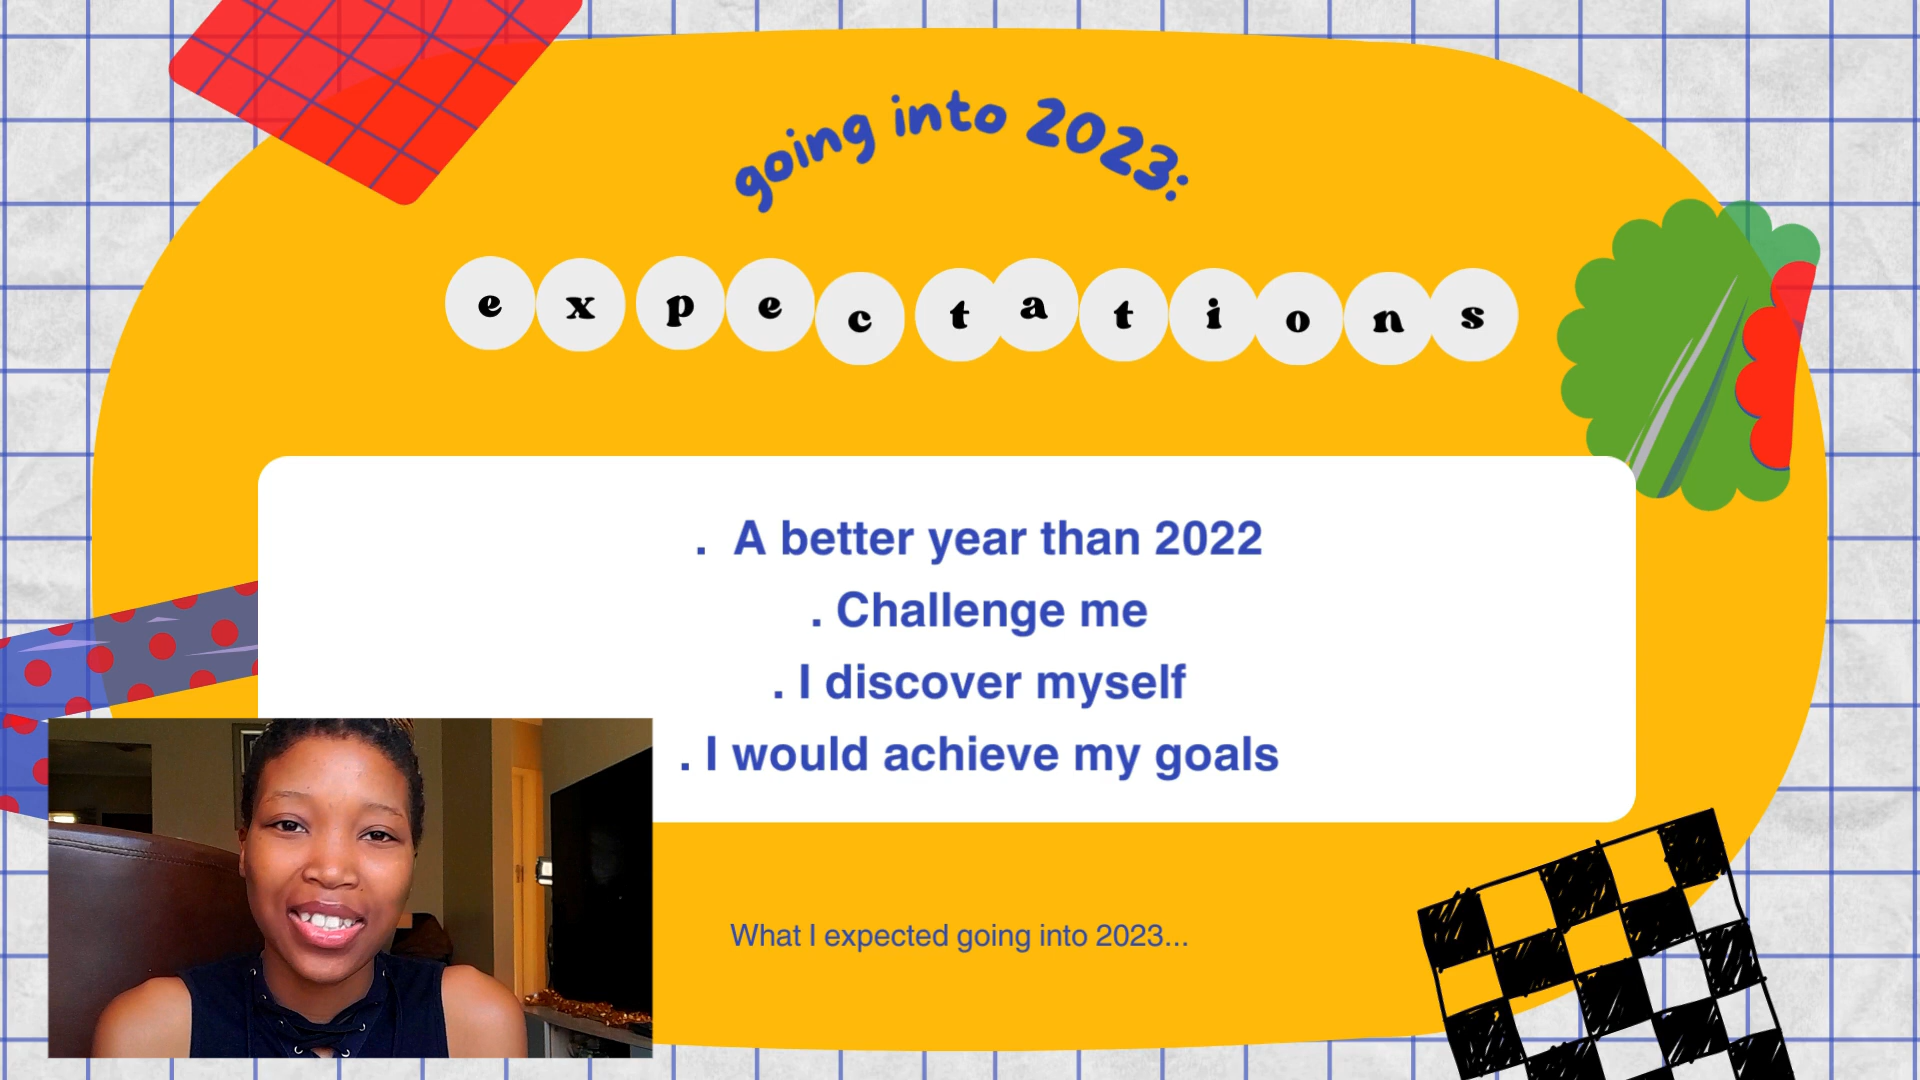 going into 2023:
expectations
. A better year than 2022
. Challenge me
. I discover myself
. I would achieve my goals
What I expected going into 2023...